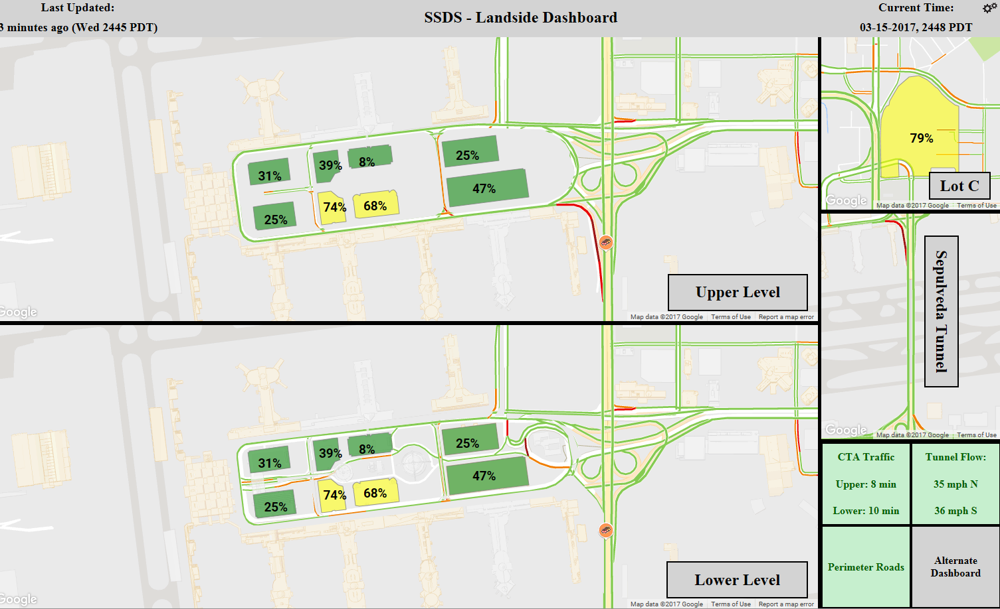 Last Updated:
3 minutes ago (Wed 2445 PDT)
SSDS - Landside Dashboard
Current Time:
03-15-2017, 2448 PDT
31%
39%
8%
25%
47%
74%
68%
25%
Upper Level
Google
Map data ©2017 Google
Terms of Use
Report a map error
79%
Lot C
Google
Map data ©2017 Google
Terms of Use
Sepulveda Tunnel
Google
Map data ©2017 Google
Terms of Use
31%
39%
8%
25%
47%
74%
68%
25%
Lower Level
Google
Map data ©2017 Google
Terms of Use
Report a map error
CTA Traffic
Upper: 8 min
Lower: 10 min
Tunnel Flow:
35 mph N
36 mph S
Perimeter Roads
Alternate
Dashboard